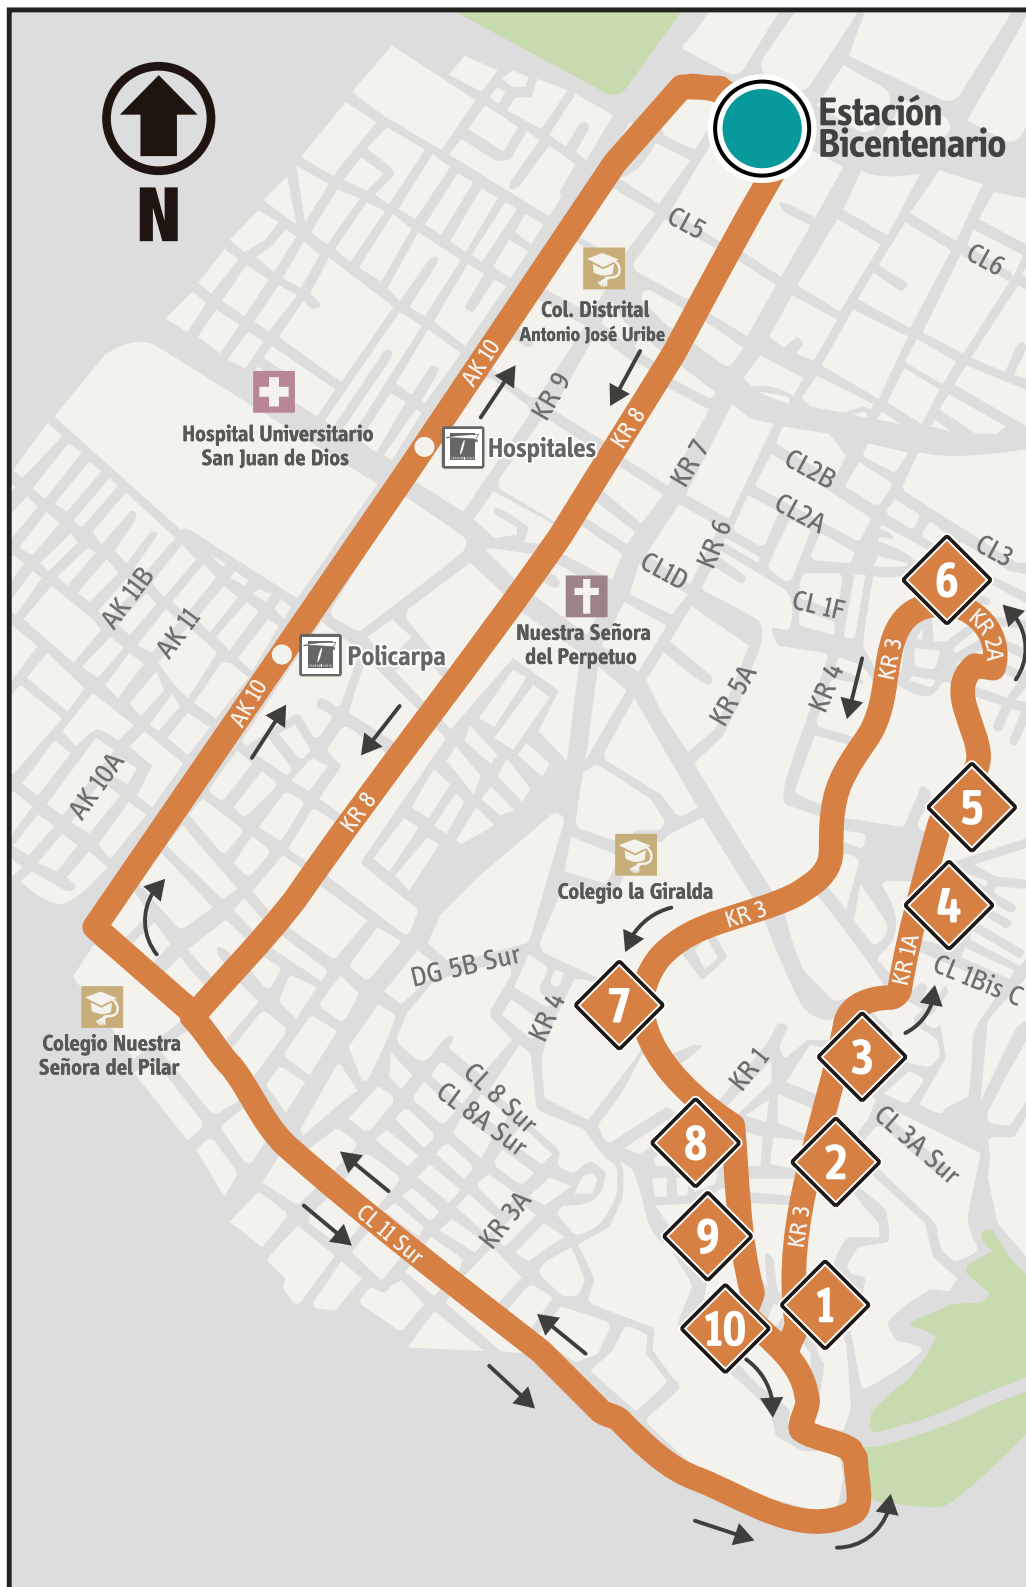 N
Estación
Bicentenario
CL5
CL6
Col. Distrital
Antonio José Uribe
AK 10
KR 9
KR 8
Hospital Universitario
San Juan de Dios
Hospitales
KR 7
CL2B
CL2A
KR 6
CL3
CL1D
6
CL 1F
KR 2A
AK 11B
AK 11
Nuestra Señora
del Perpetuo
Policarpa
KR 3
KR 4
KR 5A
AK 10
AK 10A
KR 8
5
Colegio la Giralda
4
KR 3
KR 1A
DG 5B Sur
CL 1Bis C
7
KR 4
Colegio Nuestra
Señora del Pilar
3
KR 1
CL 8 Sur
CL 8A Sur
8
CL 3A Sur
2
KR 3A
CL 11 Sur
9
KR 3
1
10